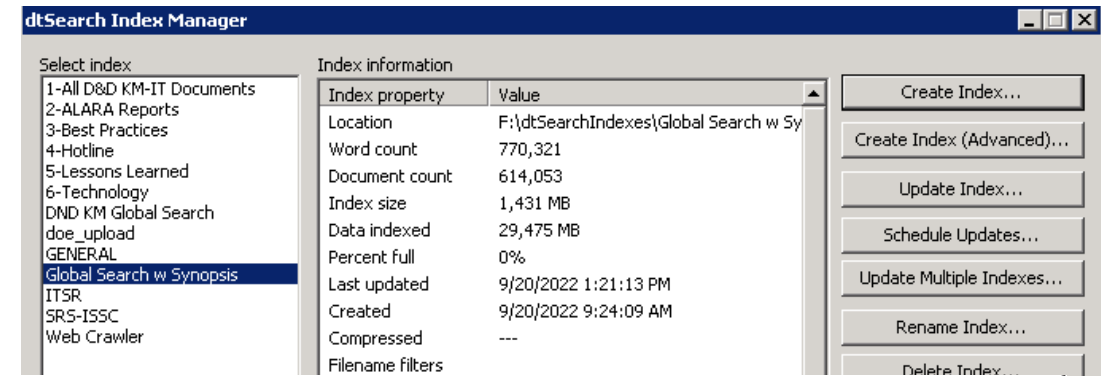 dtSearch Index Manager
Select index
1-All D&D KM-IT Documents
2-ALARA Reports
3-Best Practices
4-Hotline
5-Lessons Learned
6-Technology
DND KM Global Search
doe_upload
GENERAL
Global Search w Synopsis
ITSR
SRS-ISSC
Web Crawler
Index information
Index property Value
Location F:\dtSearchIndexes\Global Search w Sy
Word count 770,321
Document count 614,053
Index size 1,431 MB
Data indexed 29,475 MB
Percent full 0%
Last updated 9/20/2022 1:21:13 PM
Created 9/20/2022 9:24:09 AM
Compressed ---
Filename filters
Create Index...
Create Index (Advanced)...
Update Index...
Schedule Updates...
Update Multiple Indexes...
Rename Index...
Delete Index...